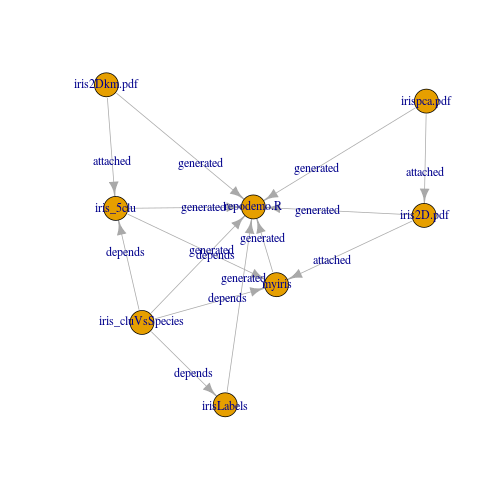 iris2Dkm.pdf
irispca.pdf
attached
generated
generated
attached
iris_5clu
generated
repodemo.R
generated
iris2D.pdf
generated
depends
generated
depends
attached
generated
myiris
depends
iris_cluVsSpecies
depends
irisLabels